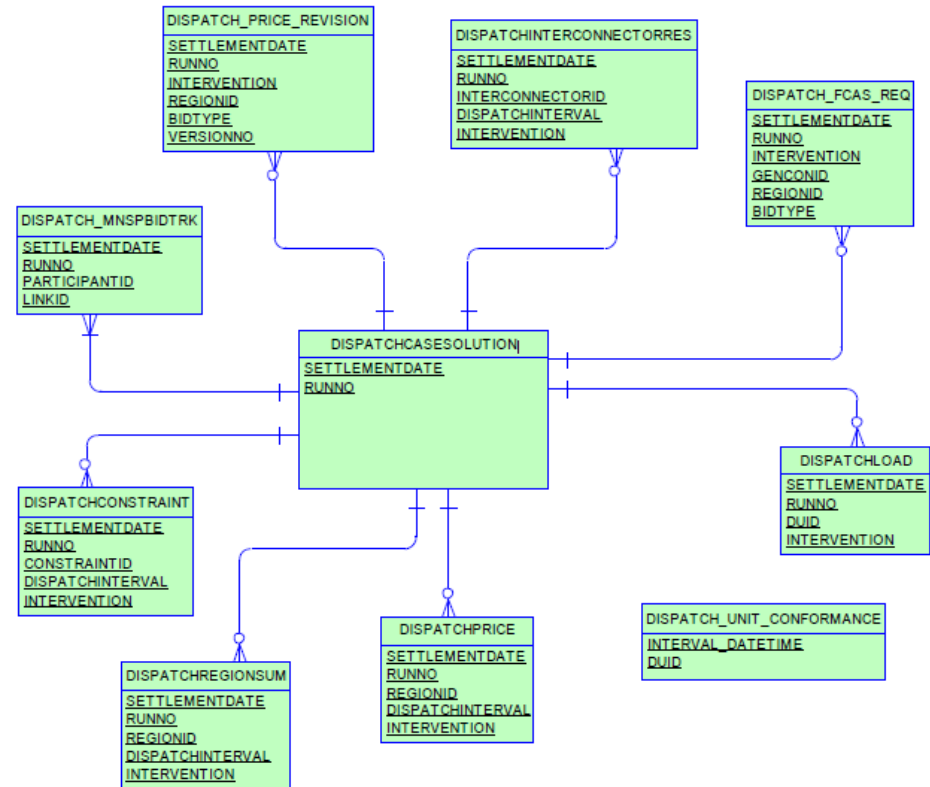 DISPATCH_PRICE_REVISION
SETTLEMENTDATE
RUNNO
INTERVENTION
REGIONID
BIDTYPE
VERSIONNO
DISPATCHINTERCONNECTORRES
SETTLEMENTDATE
RUNNO
INTERCONNECTORID
DISPATCHINTERVAL
INTERVENTION
DISPATCH_FCAS_REQ
SETTLEMENTDATE
RUNNO
INTERVENTION
GENCONID
REGIONID
BIDTYPE
DISPATCH_MNSPBIDTRK
SETTLEMENTDATE
RUNNO
PARTICIPANTID
LINKID
DISPATCHCASESOLUTION
SETTLEMENTDATE
RUNNO
DISPATCHLOAD
SETTLEMENTDATE
RUNNO
DUID
INTERVENTION
DISPATCHCONSTRAINT
SETTLEMENTDATE
RUNNO
CONSTRAINTID
DISPATCHINTERVAL
INTERVENTION
DISPATCH_UNIT_CONFORMANCE
INTERVAL_DATETIME
DUID
DISPATCHPRICE
SETTLEMENTDATE
RUNNO
REGIONID
DISPATCHINTERVAL
INTERVENTION
DISPATCHREGIONSUM
SETTLEMENTDATE
RUNNO
REGIONID
DISPATCHINTERVAL
INTERVENTION